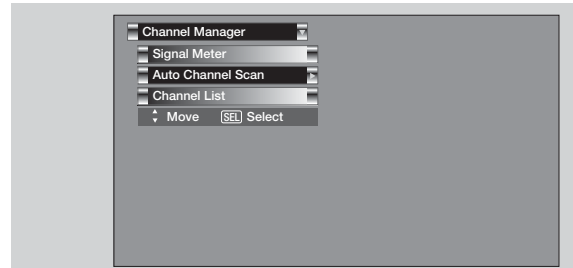 Channel Manager
Signal Meter
Auto Channel Scan
Channel List
Move SEL Select